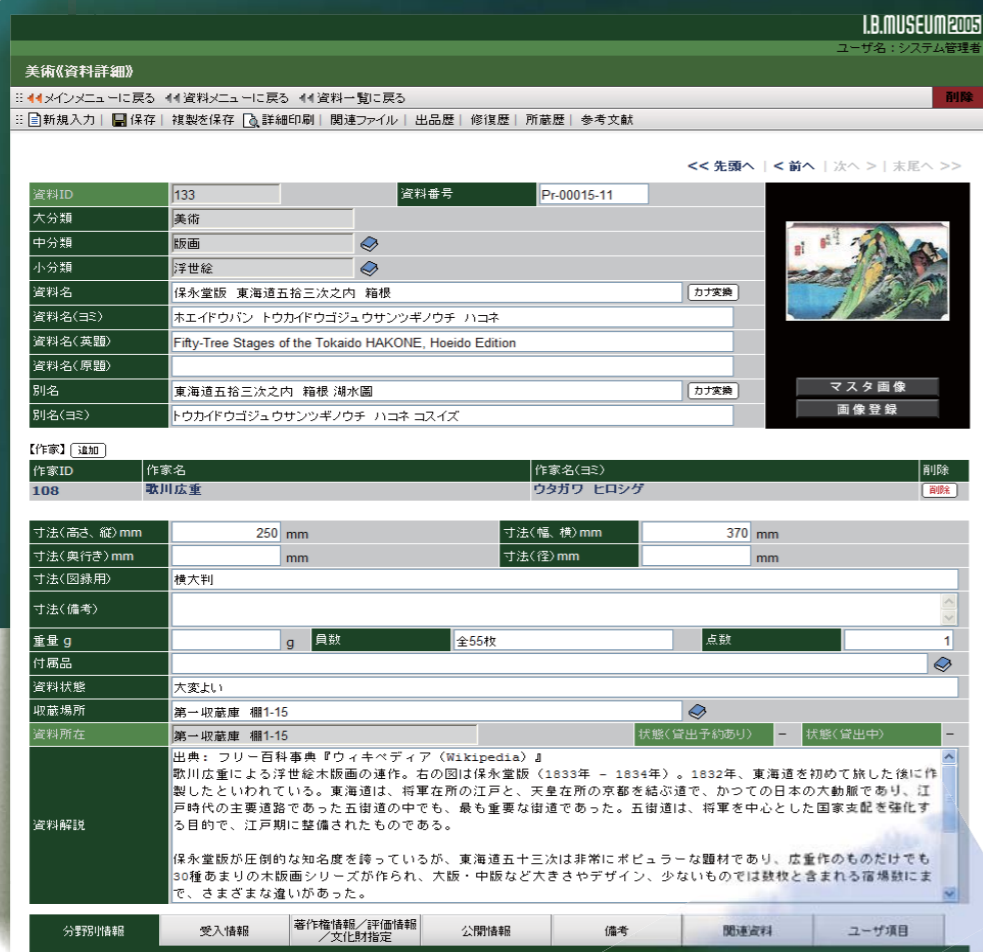 I.B.MUSEUM2005
ユーザ名：システム管理者
美術《資料詳細》
メインメニューに戻る 資料メニューに戻る 資料一覧に戻る 削除
新規入力 | 保存 | 複製を保存 詳細印刷 | 関連ファイル | 出品歴 | 修復歴 | 所蔵歴 | 参考文献
<< 先頭へ | < 前へ | 次へ > | 末尾へ >>
資料ID 133 資料番号 Pr-00015-11
大分類 美術
中分類 版画
小分類 浮世絵
資料名 保永堂版 東海道五拾三次之内 箱根 カナ変換
資料名(ヨミ) ホエイドウバン トウカイドウゴジュウサンツギノウチ ハコネ
資料名(英題) Fifty-Tree Stages of the Tokaido HAKONE, Hoeido Edition
資料名(原題)
別名 東海道五拾三次之内 箱根 湖水圖 カナ変換
別名(ヨミ) トウカイドウゴジュウサンツギノウチ ハコネ コスイズ
マスタ画像
画像登録
【作家】 追加
作家ID 作家名 作家名(ヨミ) 削除
108 歌川広重 ウタガワ ヒロシゲ 削除
寸法(高さ、縦)mm 250 mm 寸法(幅、横)mm 370 mm
寸法(奥行き)mm mm 寸法(径)mm mm
寸法(図録用) 横大判
寸法(備考)
重量 g g 員数 全55枚 点数 1
付属品
資料状態 大変よい
収蔵場所 第一収蔵庫 棚1-15
資料所在 第一収蔵庫 棚1-15 状態(貸出予約あり) － 状態(貸出中) －
資料解説
出典: フリー百科事典『ウィキペディア（Wikipedia）』
歌川広重による浮世絵木版画の連作。右の図は保永堂版（1833年 － 1834年）。1832年、東海道を初めて旅した後に作
製したといわれている。東海道は、将軍在所の江戸と、天皇在所の京都を結ぶ道で、かつての日本の大動脈であり、江
戸時代の主要道路であった五街道の中でも、最も重要な街道であった。五街道は、将軍を中心とした国家支配を強化す
る目的で、江戸期に整備されたものである。
保永堂版が圧倒的な知名度を誇っているが、東海道五十三次は非常にポピュラーな題材であり、広重作のものだけでも
30種あまりの木版画シリーズが作られ、大版・中版など大きさやデザイン、少ないものでは数枚と含まれる宿場数にま
で、さまざまな違いがあった。
分野別情報 受入情報 著作権情報／評価情報／文化財指定 公開情報 備考 関連資料 ユーザ項目